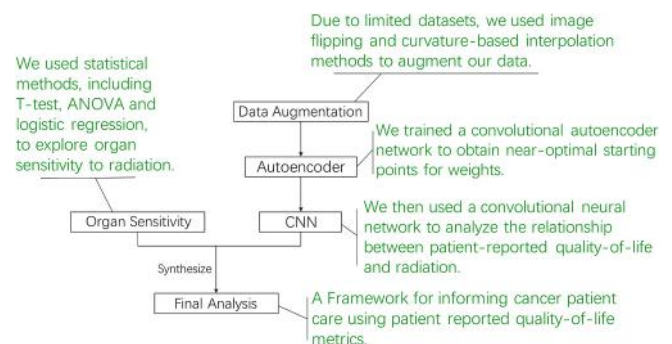 Due to limited datasets, we used image
flipping and curvature-based interpolation
methods to augment our data.
We used statistical
methods, including
T-test, ANOVA and
logistic regression,
to explore organ
sensitivity to radiation.
Data Augmentation
We trained a convolutional autoencoder
network to obtain near-optimal starting
points for weights.
Autoencoder
Organ Sensitivity
CNN
We then used a convolutional neural
network to analyze the relationship
between patient-reported quality-of-life
and radiation.
Synthesize
Final Analysis
A Framework for informing cancer patient
care using patient reported quality-of-life
metrics.